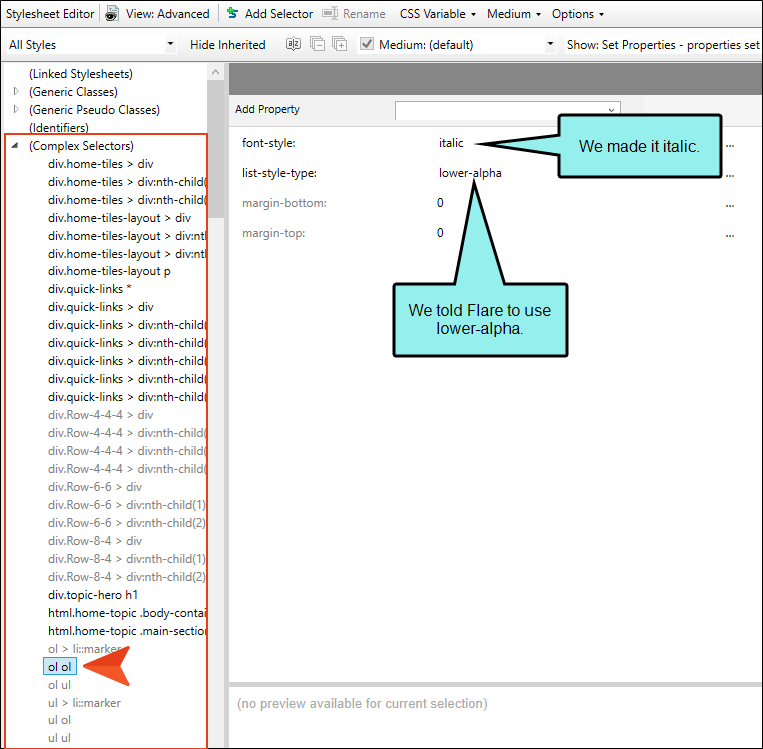 Stylesheet Editor View: Advanced Add Selector Rename CSS Variable Medium Options
All Styles Hide Inherited Medium: (default) Show: Set Properties - properties set
(Linked Stylesheets)
(Generic Classes)
(Generic Pseudo Classes)
(Identifiers)
(Complex Selectors)
div.home-tiles > div
div.home-tiles > div:nth-child(
div.home-tiles > div:nth-child(
div.home-tiles-layout > div
div.home-tiles-layout > div:nth
div.home-tiles-layout > div:nt
div.home-tiles-layout p
div.quick-links *
div.quick-links > div
div.quick-links > div:nth-child(
div.quick-links > div:nth-child(
div.quick-links > div:nth-child(
div.quick-links > div:nth-child(
div.quick-links > div:nth-child(
div.Row-4-4-4 > div
div.Row-4-4-4 > div:nth-child(
div.Row-4-4-4 > div:nth-child(
div.Row-4-4-4 > div:nth-child(
div.Row-6-6 > div
div.Row-6-6 > div:nth-child(1)
div.Row-6-6 > div:nth-child(2)
div.Row-8-4 > div
div.Row-8-4 > div:nth-child(1)
div.Row-8-4 > div:nth-child(2)
div.topic-hero h1
html.home-topic .body-contai
html.home-topic .main-section
ol > li::marker
ol ol
ol ul
ul > li::marker
ul ol
ul ul
Add Property
font-style: italic ...
list-style-type: lower-alpha ...
margin-bottom: 0 ...
margin-top: 0 ...
We made it italic.
We told Flare to use
lower-alpha.
(no preview available for current selection)